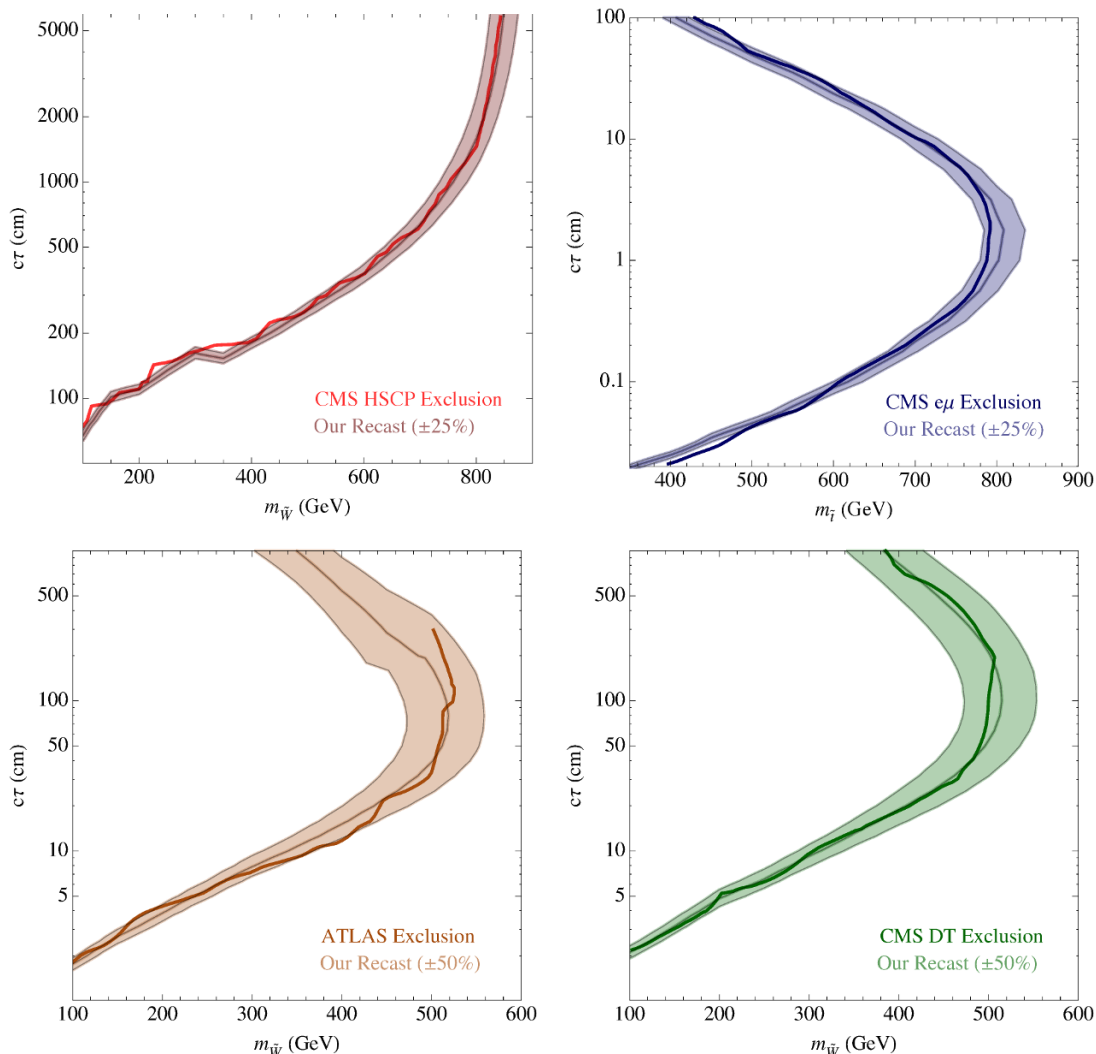 5000
2000
1000
500
200
100
cτ (cm)
CMS HSCP Exclusion
Our Recast (±25%)
200 400 600 800
m_W̃ (GeV)
100
10
1
0.1
cτ (cm)
CMS eμ Exclusion
Our Recast (±25%)
400 500 600 700 800 900
m_t̃ (GeV)
500
100
50
10
5
cτ (cm)
ATLAS Exclusion
Our Recast (±50%)
100 200 300 400 500 600
m_W̃ (GeV)
500
100
50
10
5
cτ (cm)
CMS DT Exclusion
Our Recast (±50%)
100 200 300 400 500 600
m_W̃ (GeV)